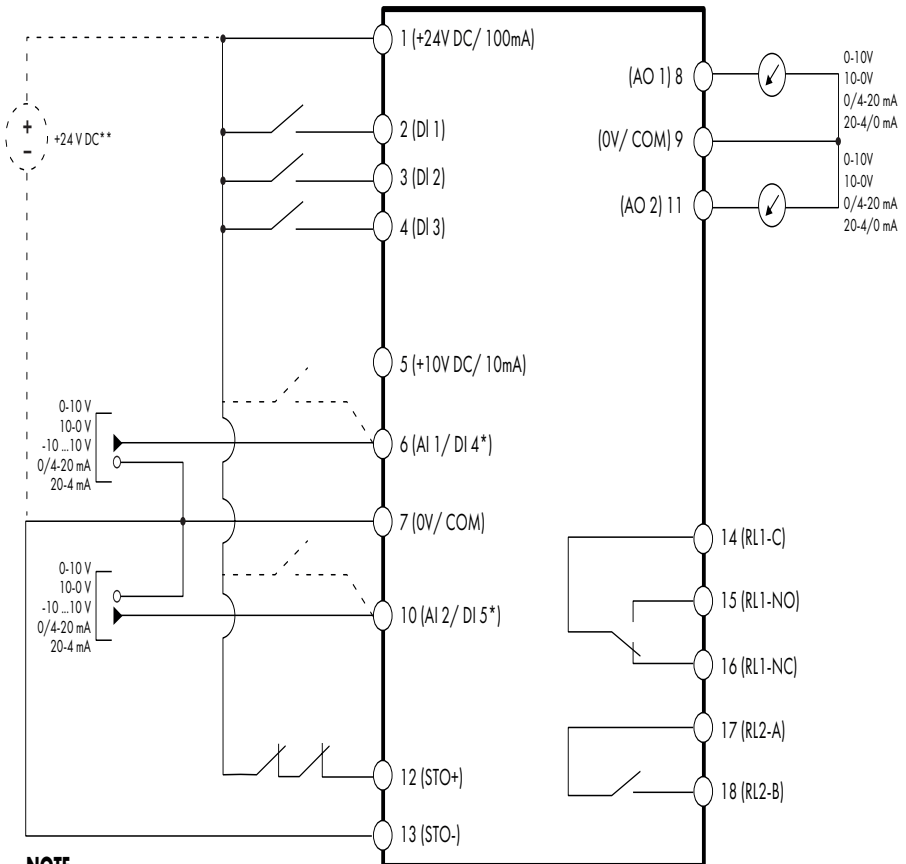 1 (+24V DC/ 100mA)
+
-
+24 V DC**
2 (DI 1)
3 (DI 2)
4 (DI 3)
5 (+10V DC/ 10mA)
0-10 V
10-0 V
-10 ...10 V
0/4-20 mA
20-4 mA
6 (AI 1/ DI 4*)
7 (0V/ COM)
0-10 V
10-0 V
-10 ...10 V
0/4-20 mA
20-4 mA
10 (AI 2/ DI 5*)
12 (STO+)
13 (STO-)
(AO 1) 8
0-10V
10-0V
0/4-20 mA
20-4/0 mA
(0V/ COM) 9
0-10V
10-0V
0/4-20 mA
20-4/0 mA
(AO 2) 11
14 (RL1-C)
15 (RL1-NO)
16 (RL1-NC)
17 (RL2-A)
18 (RL2-B)
NOTE